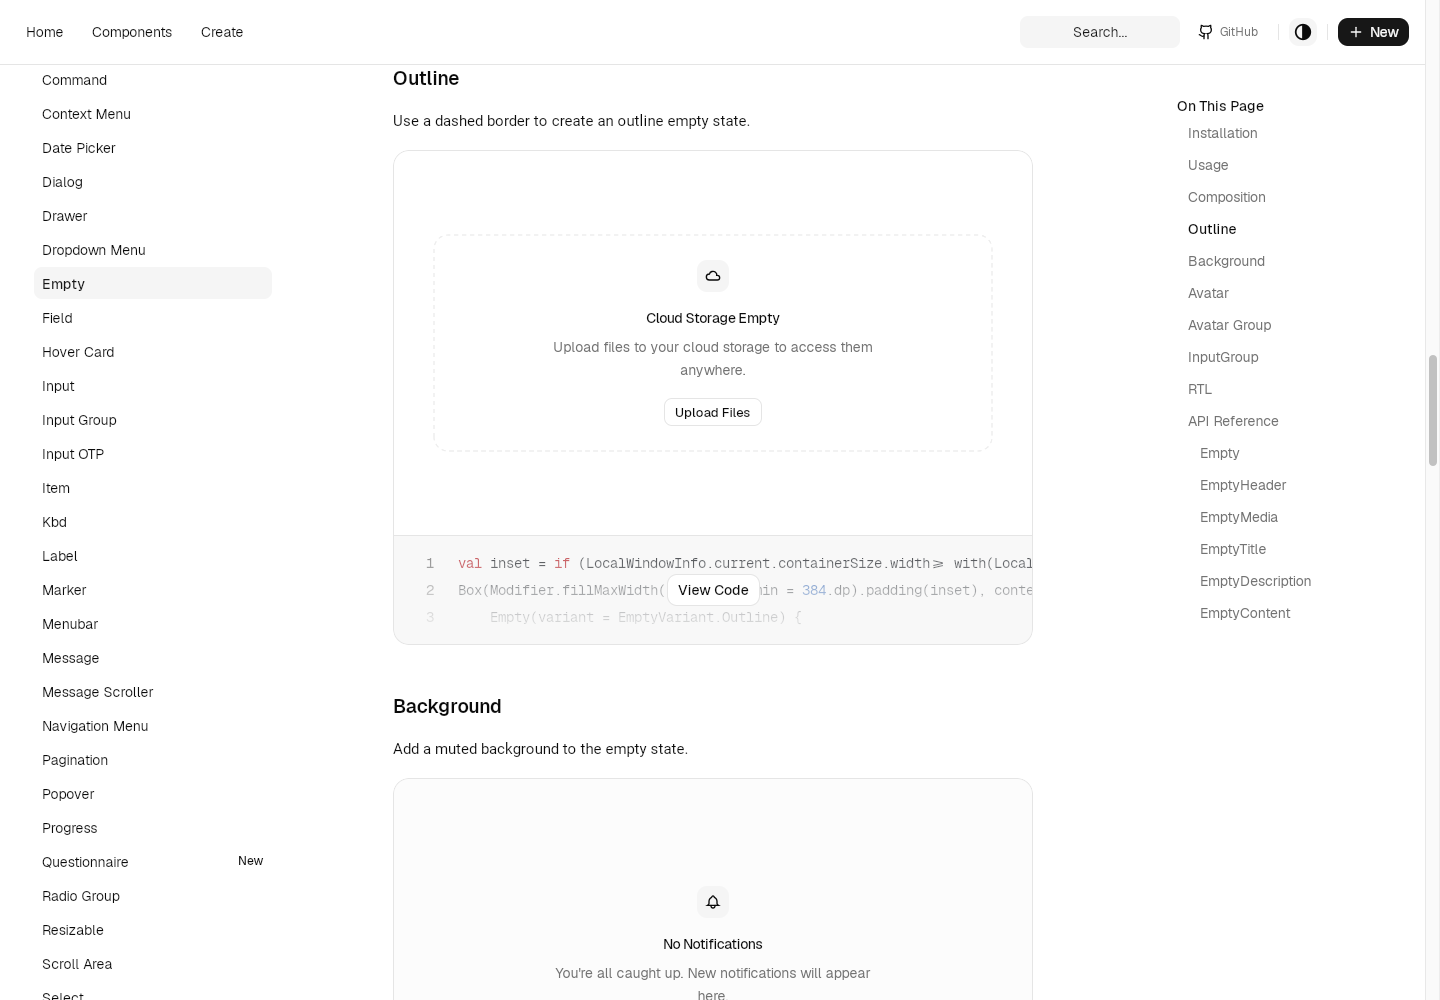 Home
Components
Create
Search...
GitHub
New
Command
Context Menu
Date Picker
Dialog
Drawer
Dropdown Menu
Empty
Field
Hover Card
Input
Input Group
Input OTP
Item
Kbd
Label
Marker
Menubar
Message
Message Scroller
Navigation Menu
Pagination
Popover
Progress
Questionnaire New
Radio Group
Resizable
Scroll Area
Select
Outline
Use a dashed border to create an outline empty state.
Cloud Storage Empty
Upload files to your cloud storage to access them
anywhere.
Upload Files
1 val inset = if (LocalWindowInfo.current.containerSize.width >= with(Local
2 Box(Modifier.fillMaxWidth( in = 384.dp).padding(inset), conte
View Code
3 Empty(variant = EmptyVariant.Outline) {
Background
Add a muted background to the empty state.
No Notifications
You're all caught up. New notifications will appear
here.
On This Page
Installation
Usage
Composition
Outline
Background
Avatar
Avatar Group
InputGroup
RTL
API Reference
Empty
EmptyHeader
EmptyMedia
EmptyTitle
EmptyDescription
EmptyContent